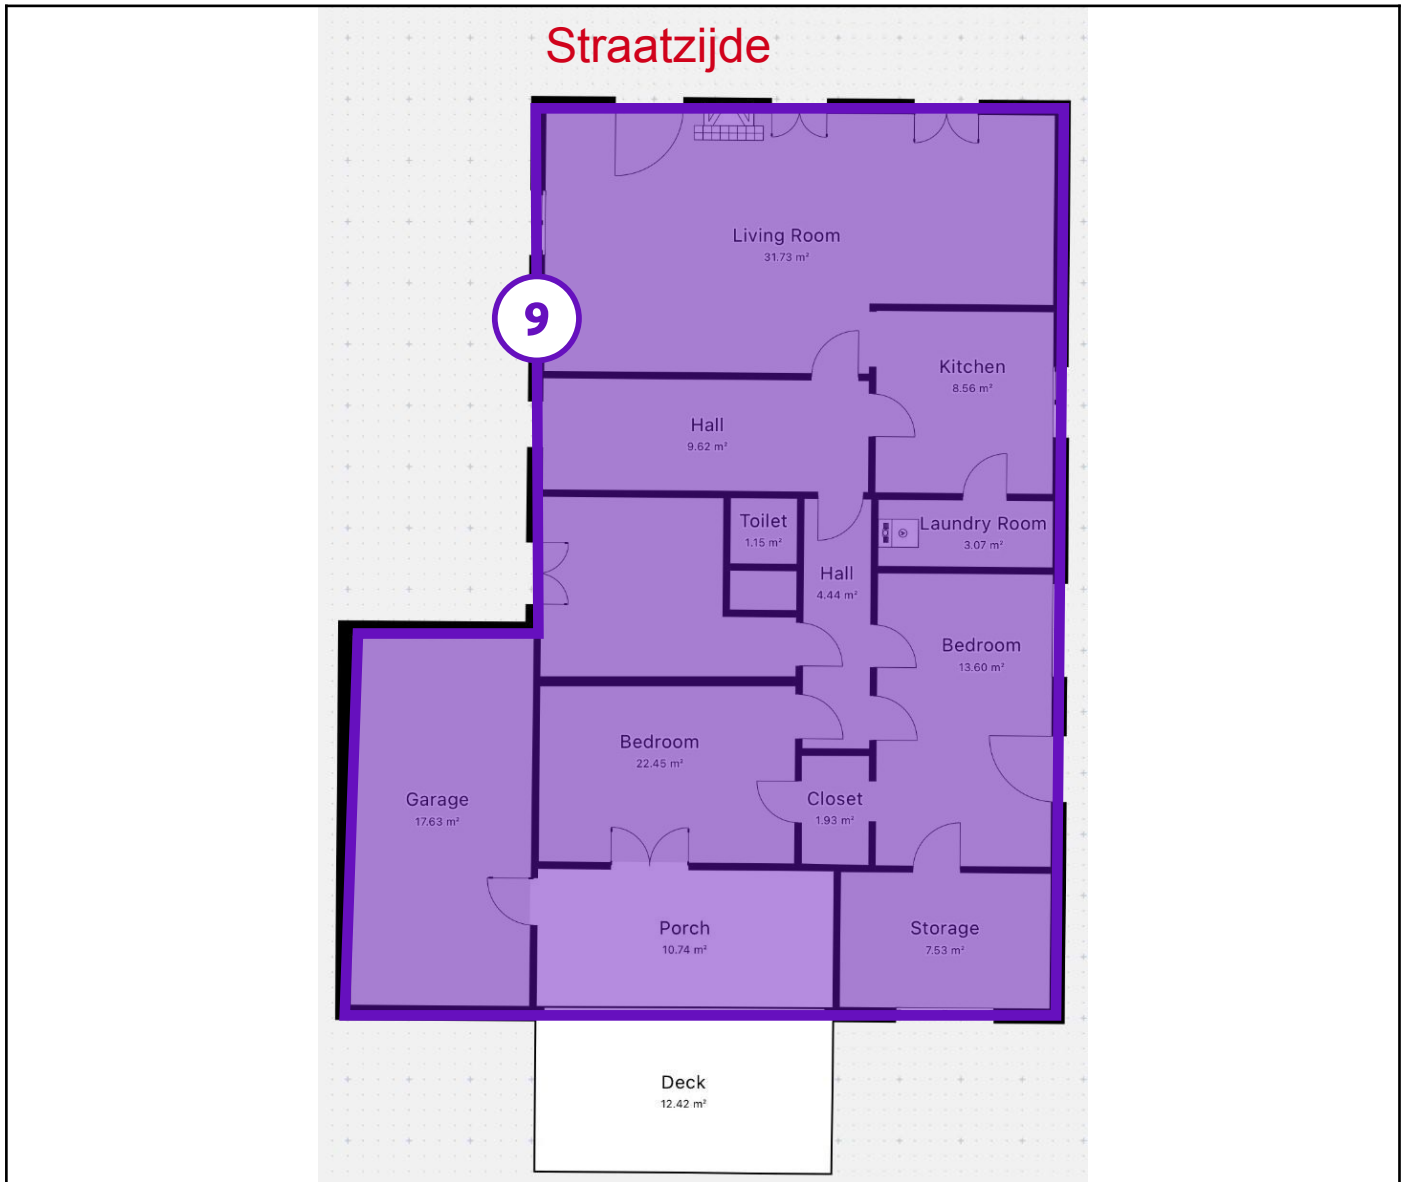 Straatzijde
Living Room
31.73 m²
9
Kitchen
8.56 m²
Hall
9.62 m²
Toilet
1.15 m²
Laundry Room
3.07 m²
Hall
4.44 m²
Bedroom
13.60 m²
Bedroom
22.45 m²
Garage
17.63 m²
Closet
1.93 m²
Porch
10.74 m²
Storage
7.53 m²
Deck
12.42 m²